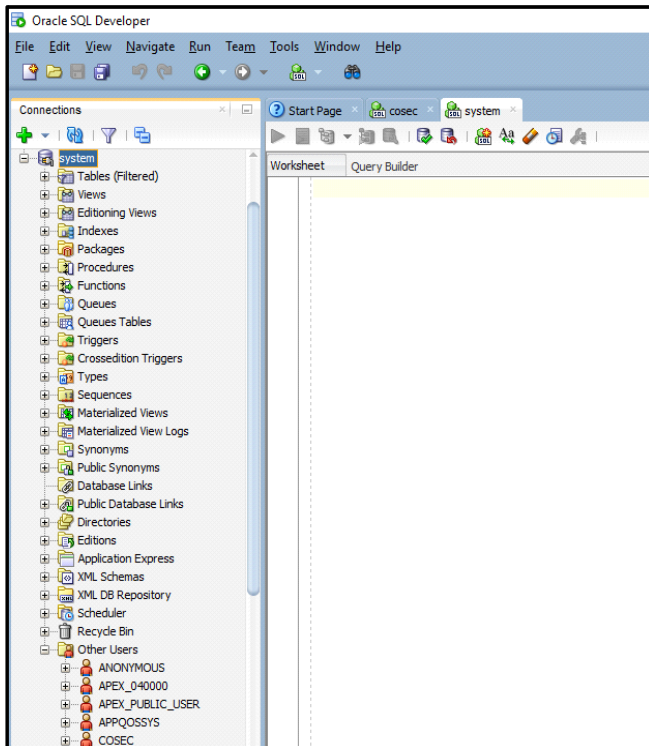 Oracle SQL Developer
File Edit View Navigate Run Team Tools Window Help
Connections
system
Tables (Filtered)
Views
Editioning Views
Indexes
Packages
Procedures
Functions
Queues
Queues Tables
Triggers
Crossedition Triggers
Types
Sequences
Materialized Views
Materialized View Logs
Synonyms
Public Synonyms
Database Links
Public Database Links
Directories
Editions
Application Express
XML Schemas
XML DB Repository
Scheduler
Recycle Bin
Other Users
ANONYMOUS
APEX_040000
APEX_PUBLIC_USER
APPQOSSYS
COSEC
Start Page cosec system
Worksheet Query Builder